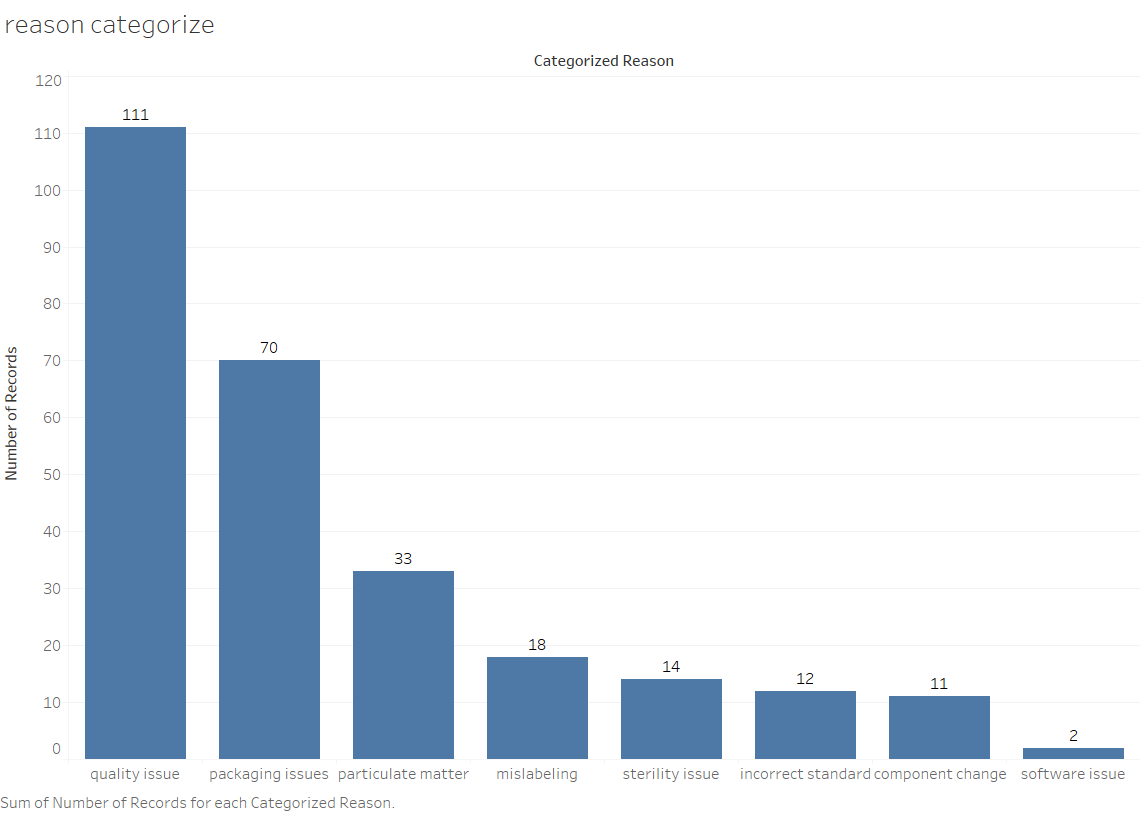 reason categorize
Categorized Reason
120
110
100
90
80
70
60
50
40
30
20
10
0
Number of Records
111
70
33
18
14
12
11
2
quality issue
packaging issues
particulate matter
mislabeling
sterility issue
incorrect standard
component change
software issue
Sum of Number of Records for each Categorized Reason.